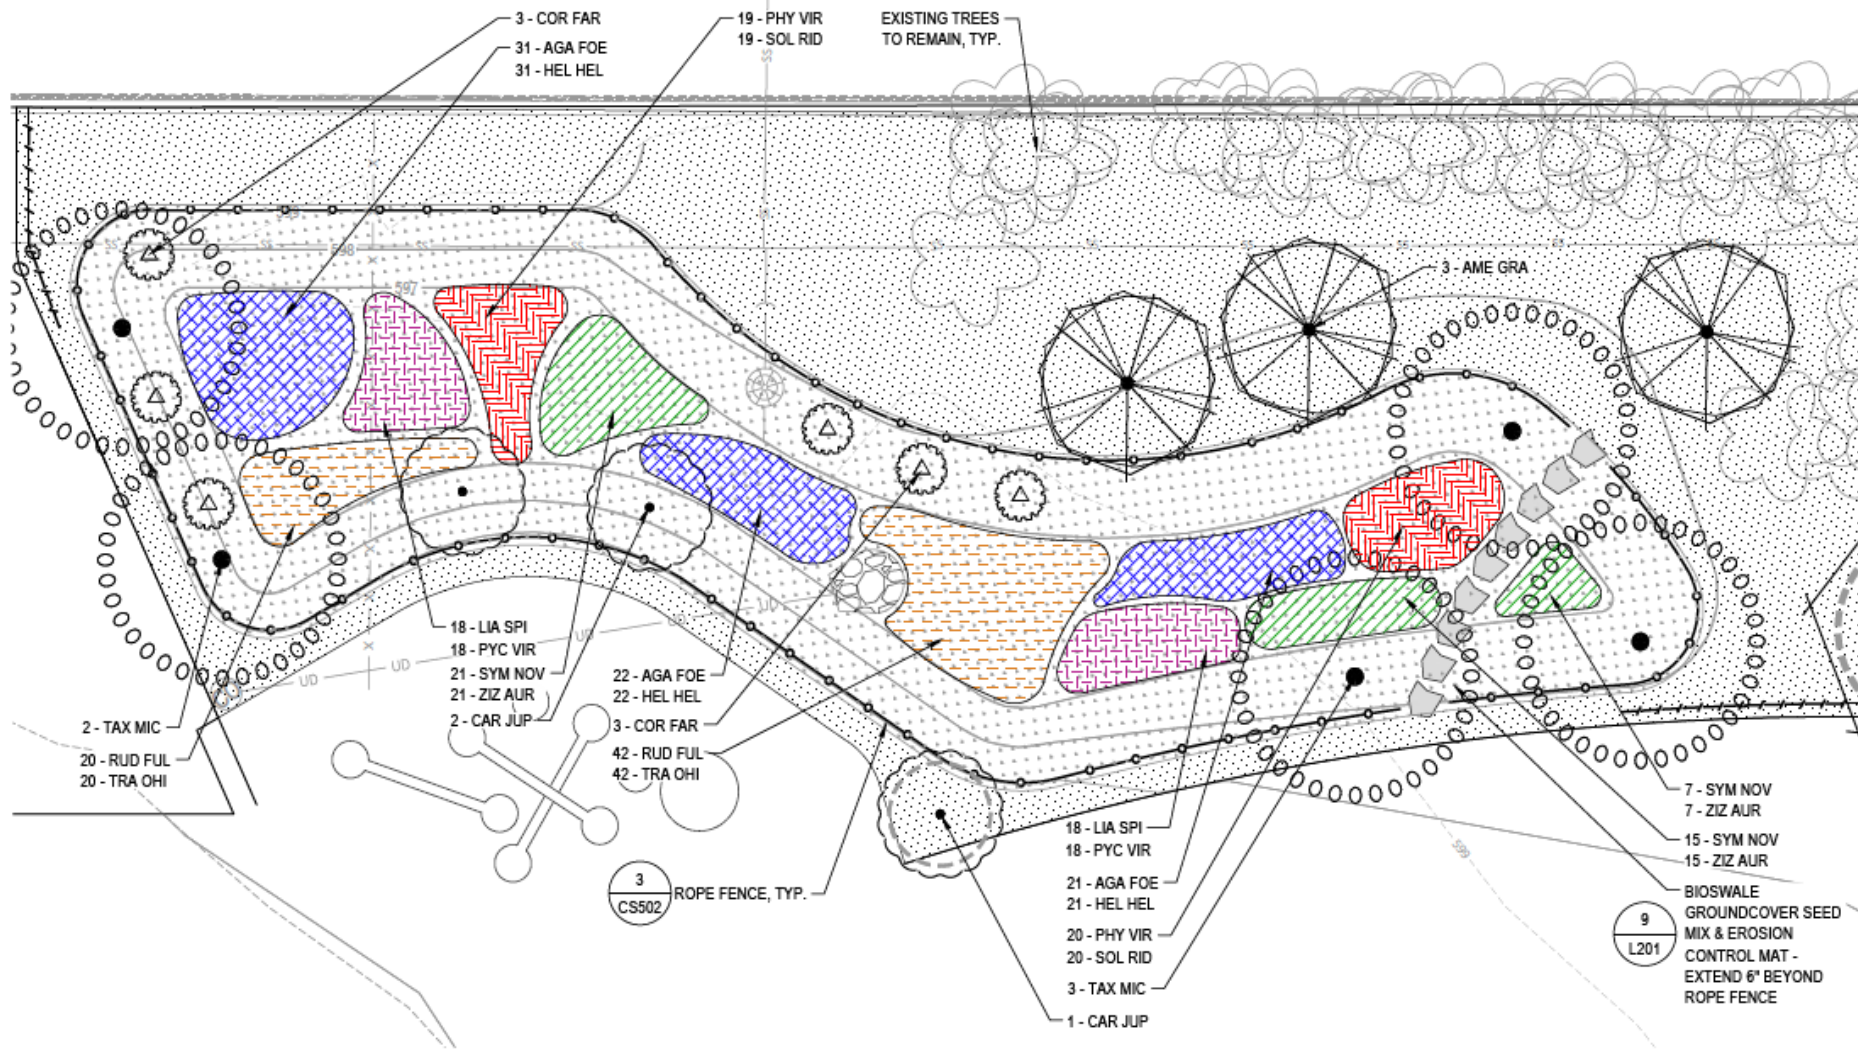 3 - COR FAR
31 - AGA FOE
31 - HEL HEL
19 - PHY VIR
19 - SOL RID
EXISTING TREES
TO REMAIN, TYP.
SS
3 - AME GRA
598
597
SS
SS
SS
SS
UD
UD
UD
UD
18 - LIA SPI
18 - PYC VIR
21 - SYM NOV
21 - ZIZ AUR
2 - CAR JUP
22 - AGA FOE
22 - HEL HEL
3 - COR FAR
42 - RUD FUL
42 - TRA OHI
2 - TAX MIC
20 - RUD FUL
20 - TRA OHI
3
CS502
ROPE FENCE, TYP.
18 - LIA SPI
18 - PYC VIR
21 - AGA FOE
21 - HEL HEL
20 - PHY VIR
20 - SOL RID
3 - TAX MIC
1 - CAR JUP
599
7 - SYM NOV
7 - ZIZ AUR
15 - SYM NOV
15 - ZIZ AUR
9
L201
BIOSWALE
GROUNDCOVER SEED
MIX & EROSION
CONTROL MAT -
EXTEND 6" BEYOND
ROPE FENCE